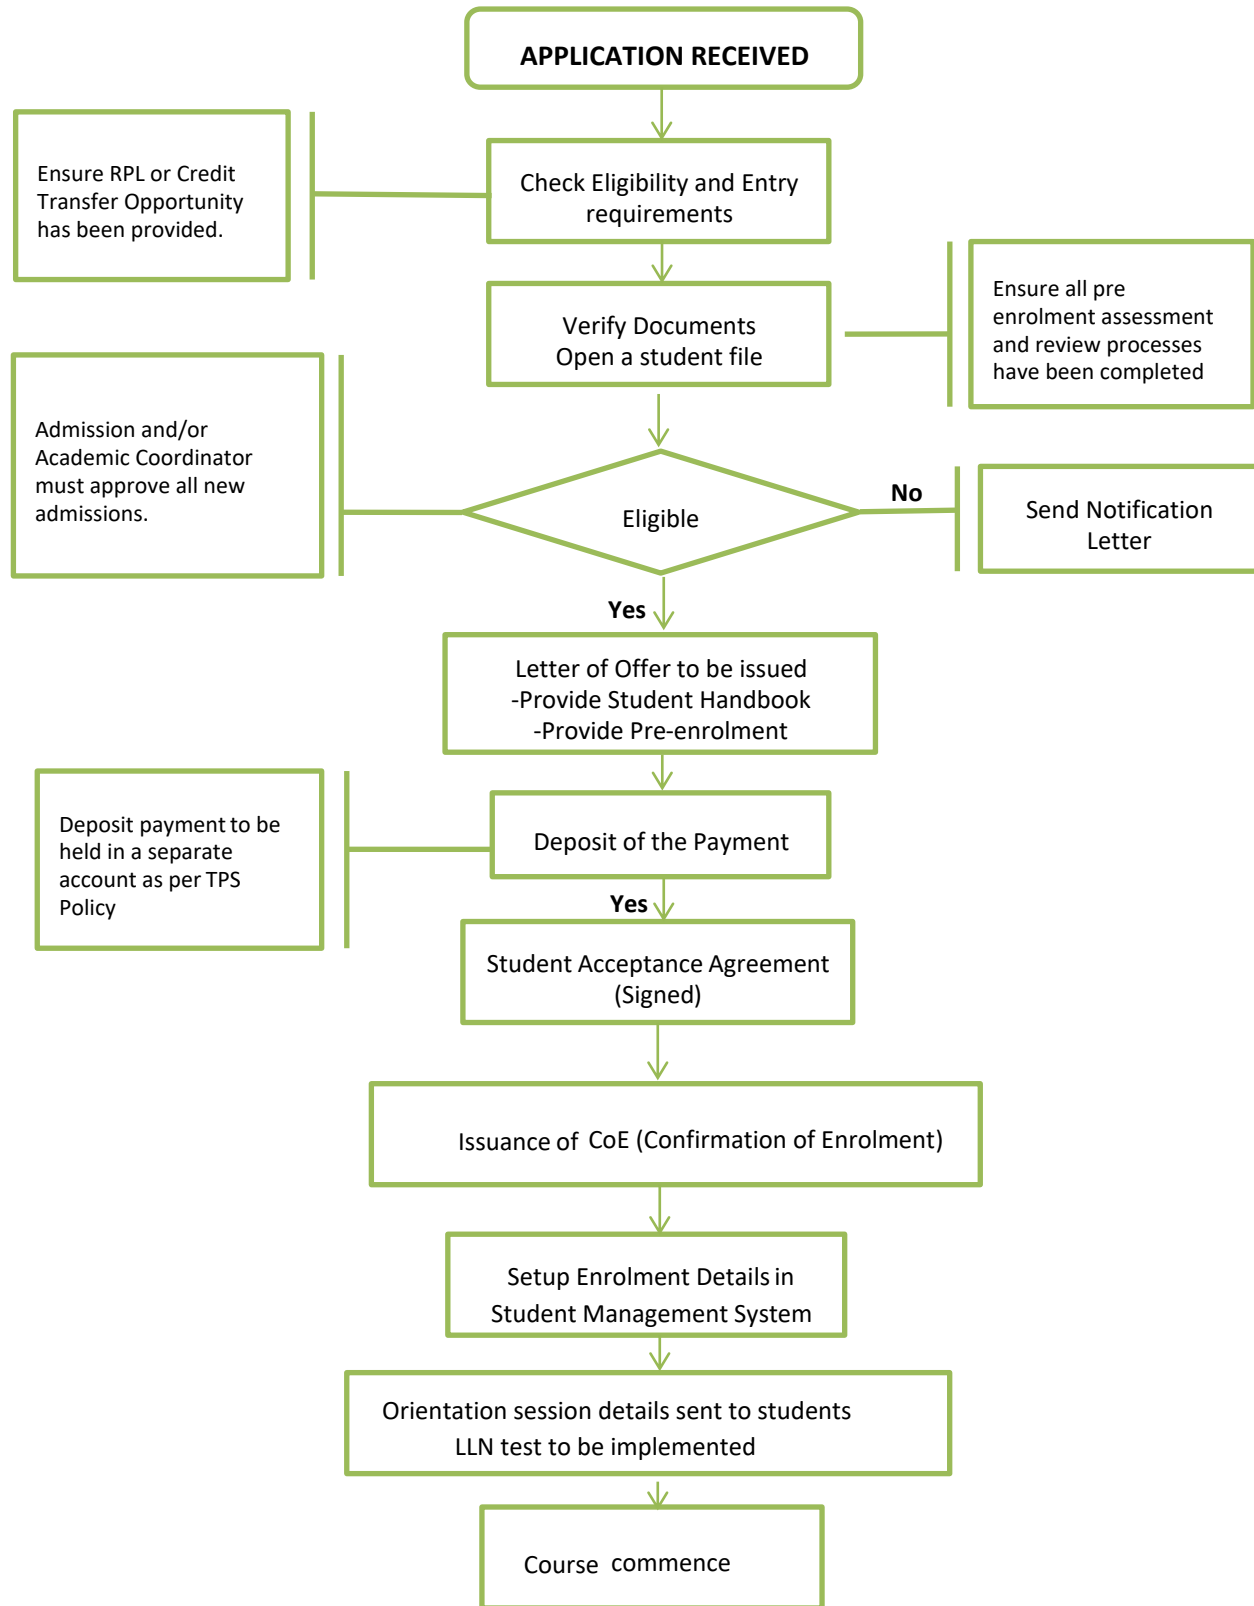 APPLICATION RECEIVED
Ensure RPL or Credit
Transfer Opportunity
has been provided.
Check Eligibility and Entry
requirements
Verify Documents
Open a student file
Ensure all pre
enrolment assessment
and review processes
have been completed
Admission and/or
Academic Coordinator
must approve all new
admissions.
Eligible
No
Send Notification
Letter
Yes
Letter of Offer to be issued
-Provide Student Handbook
-Provide Pre-enrolment
Deposit payment to be
held in a separate
account as per TPS
Policy
Deposit of the Payment
Yes
Student Acceptance Agreement
(Signed)
Issuance of CoE (Confirmation of Enrolment)
Setup Enrolment Details in
Student Management System
Orientation session details sent to students
LLN test to be implemented
Course commence